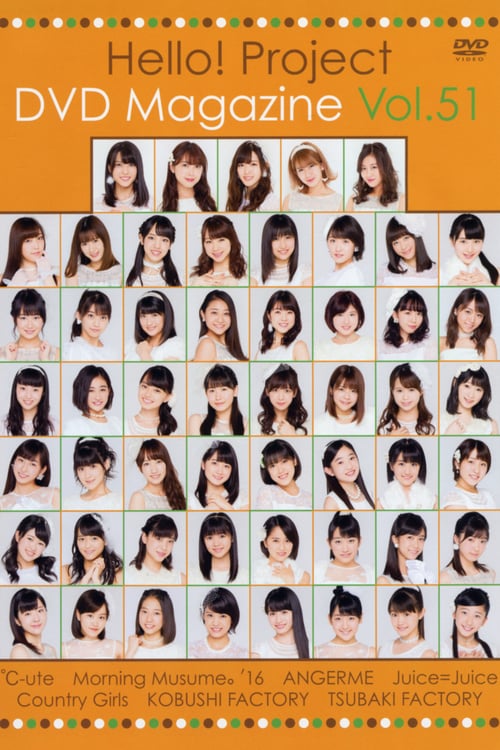 Hello! Project
DVD
VIDEO
DVD Magazine Vol.51
℃-ute Morning Musume。'16 ANGERME Juice=Juice
Country Girls KOBUSHI FACTORY TSUBAKI FACTORY